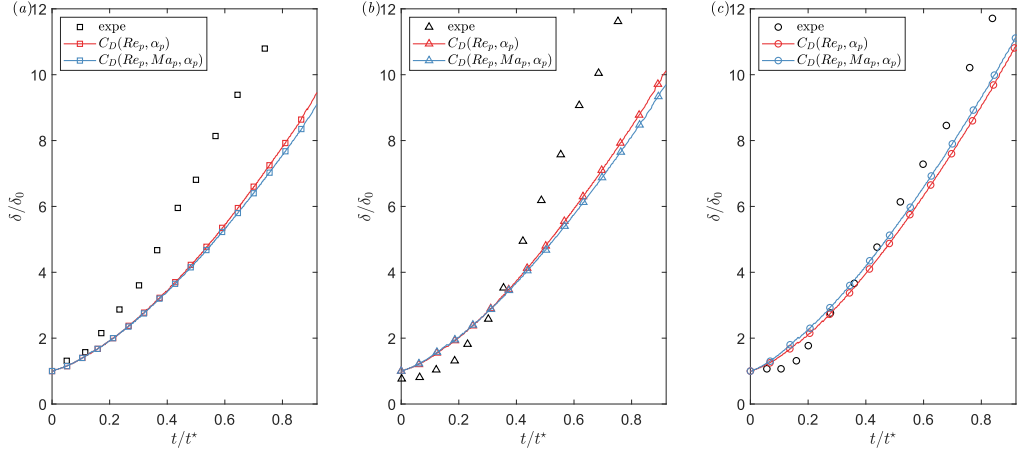 (a)
12
10
8
6
4
2
0
δ/δ₀
0
0.2
0.4
0.6
0.8
t/t⋆
expe
C_D(Re_p, α_p)
C_D(Re_p, Ma_p, α_p)
(b)
12
10
8
6
4
2
0
δ/δ₀
0
0.2
0.4
0.6
0.8
t/t⋆
expe
C_D(Re_p, α_p)
C_D(Re_p, Ma_p, α_p)
(c)
12
10
8
6
4
2
0
δ/δ₀
0
0.2
0.4
0.6
0.8
t/t⋆
expe
C_D(Re_p, α_p)
C_D(Re_p, Ma_p, α_p)